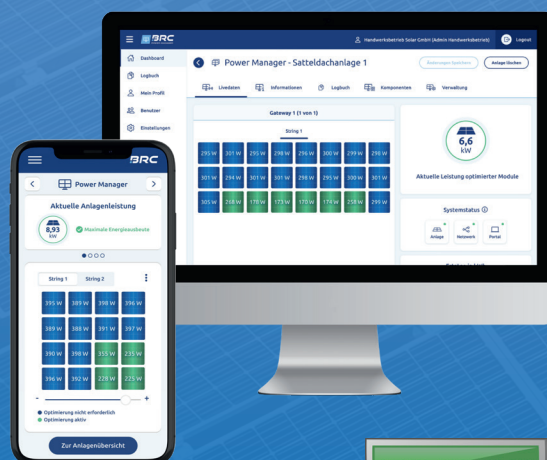 BRC
Handwerksbetrieb Solar GmbH (Admin Handwerksbetrieb)
Logout
Dashboard
Logbuch
Mein Profil
Benutzer
Einstellungen
Power Manager - Satteldachanlage 1
Änderungen Speichern
Anlage löschen
Livedaten
Informationen
Logbuch
Komponenten
Verwaltung
Gateway 1 (1 von 1)
String 1
295 W 301 W 295 W 298 W 296 W 300 W 299 W 298 W
301 W 294 W 301 W 301 W 298 W 295 W 300 W 301 W
305 W 268 W 178 W 173 W 170 W 174 W 258 W 295 W
6,6
kW
Aktuelle Leistung optimierter Module
Systemstatus
Anlage
Netzwerk
Portal
BRC
Power Manager
Aktuelle Anlagenleistung
8,93
kW
Maximale Energieausbeute
String 1
String 2
395 W 389 W 398 W 396 W
389 W 388 W 391 W 397 W
390 W 398 W 355 W 235 W
396 W 392 W 228 W 225 W
- +
Optimierung nicht erforderlich
Optimierung aktiv
Zur Anlagenübersicht